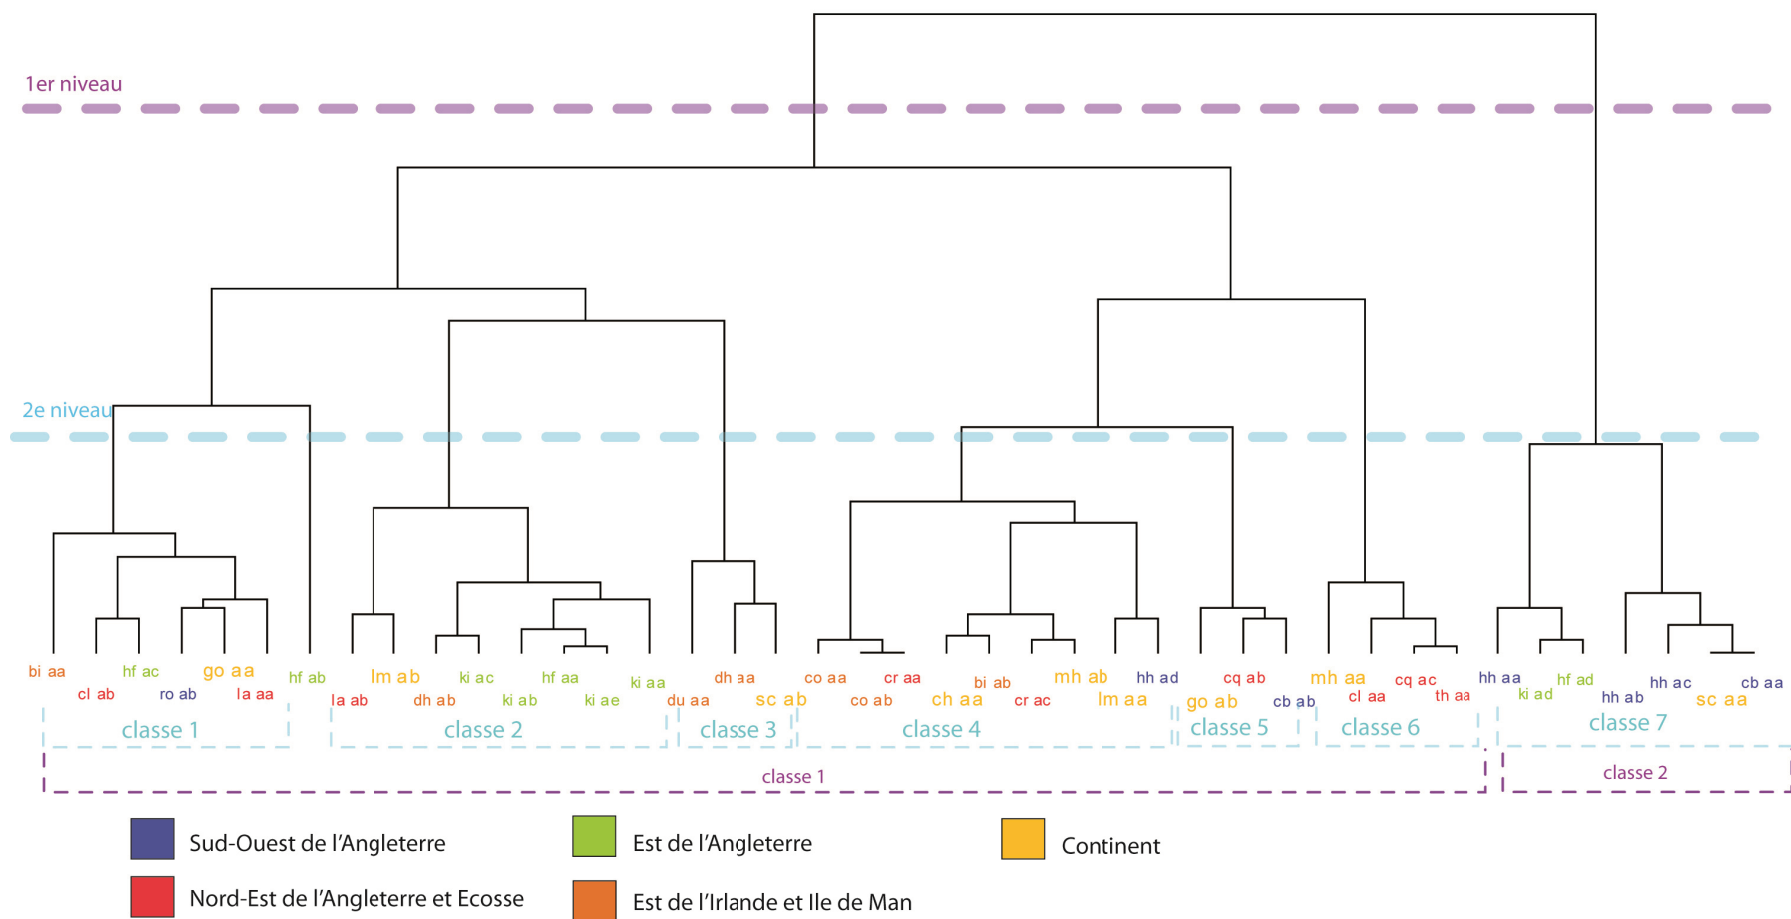 1er niveau
2e niveau
bi aa
cl ab
hf ac
ro ab
go aa
la aa
hf ab
la ab
lm ab
dh ab
ki ac
ki ab
hf aa
ki ae
ki aa
du aa
dh aa
sc ab
co aa
co ab
cr aa
ch aa
bi ab
cr ac
mh ab
lm aa
hh ad
go ab
cq ab
cb ab
mh aa
cl aa
cq ac
th aa
hh aa
ki ad
hf ad
hh ab
hh ac
sc aa
cb aa
classe 1
classe 2
classe 3
classe 4
classe 5
classe 6
classe 7
classe 1
classe 2
Sud-Ouest de l'Angleterre
Est de l'Angleterre
Continent
Nord-Est de l'Angleterre et Ecosse
Est de l'Irlande et Ile de Man